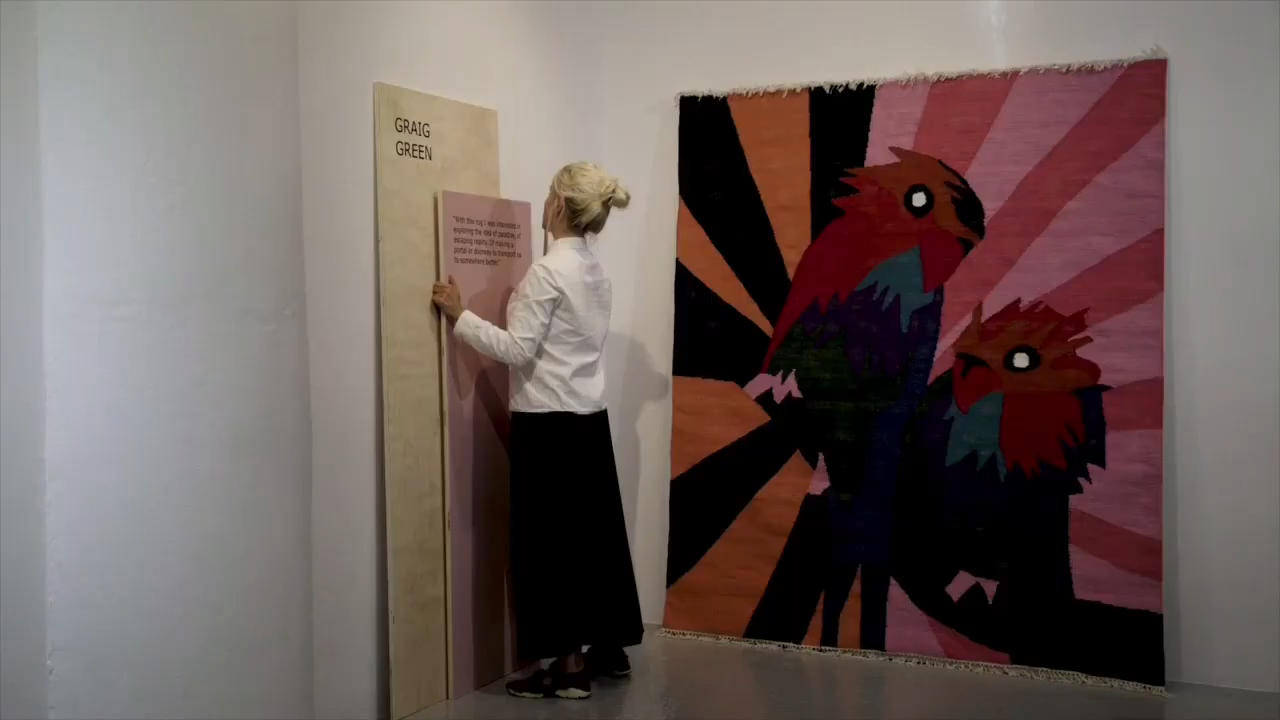 GRAIG
GREEN
"With this rug I was interested in
exploring the idea of paradise, of
escaping reality. Of making a
portal or doorway to transport us
to somewhere better."